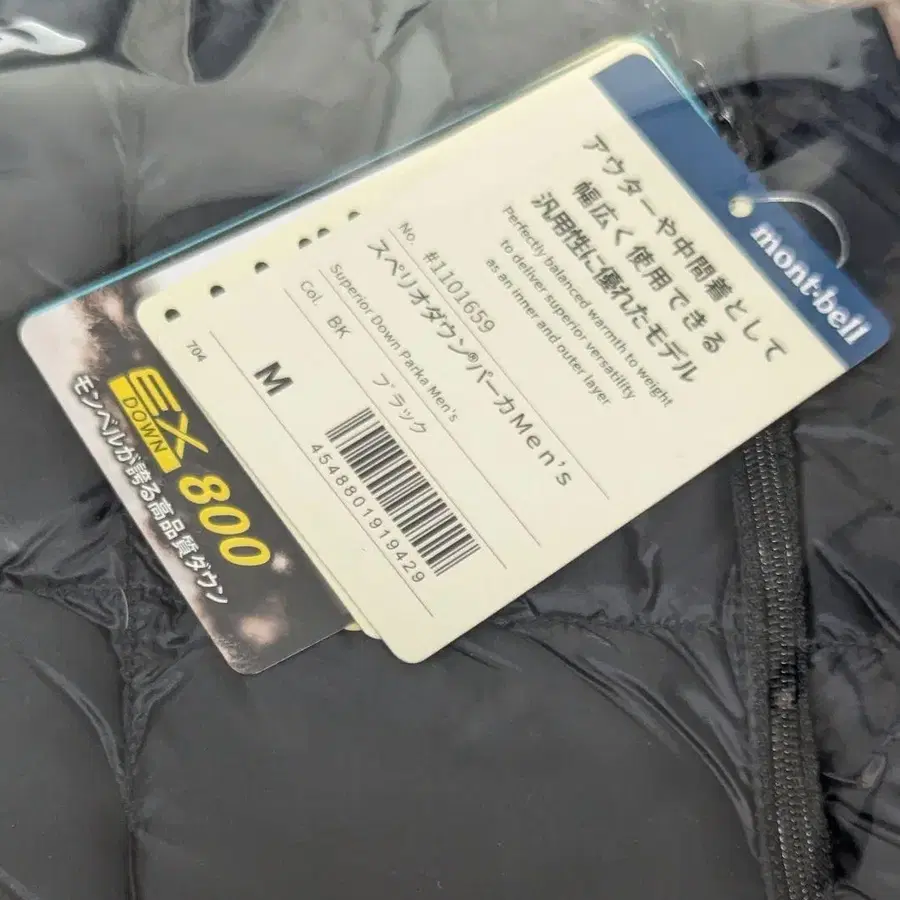 mont-bell
アウターや中間着として
幅広く使用できる
汎用性に優れたモデル
Perfectly balanced warmth to weight
to deliver superior versatility
as an inner and outer layer
No. #1101659
スペリオダウン®パーカMen's
Superior Down Parka Men's
Col. BK ブラック
M
4548801919429
704
EX 800
DOWN
モンベルが誇る高品質ダウン